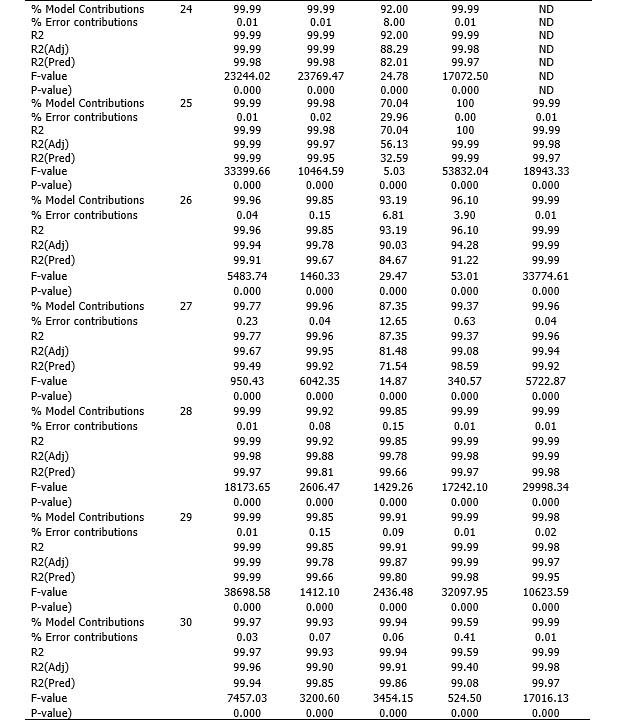 % Model Contributions 24 99.99 99.99 92.00 99.99 ND
% Error contributions 0.01 0.01 8.00 0.01 ND
R2 99.99 99.99 92.00 99.99 ND
R2(Adj) 99.99 99.99 88.29 99.98 ND
R2(Pred) 99.98 99.98 82.01 99.97 ND
F-value 23244.02 23769.47 24.78 17072.50 ND
P-value) 0.000 0.000 0.000 0.000 ND
% Model Contributions 25 99.99 99.98 70.04 100 99.99
% Error contributions 0.01 0.02 29.96 0.00 0.01
R2 99.99 99.98 70.04 100 99.99
R2(Adj) 99.99 99.97 56.13 99.99 99.98
R2(Pred) 99.99 99.95 32.59 99.99 99.97
F-value 33399.66 10464.59 5.03 53832.04 18943.33
P-value) 0.000 0.000 0.000 0.000 0.000
% Model Contributions 26 99.96 99.85 93.19 96.10 99.99
% Error contributions 0.04 0.15 6.81 3.90 0.01
R2 99.96 99.85 93.19 96.10 99.99
R2(Adj) 99.94 99.78 90.03 94.28 99.99
R2(Pred) 99.91 99.67 84.67 91.22 99.99
F-value 5483.74 1460.33 29.47 53.01 33774.61
P-value) 0.000 0.000 0.000 0.000 0.000
% Model Contributions 27 99.77 99.96 87.35 99.37 99.96
% Error contributions 0.23 0.04 12.65 0.63 0.04
R2 99.77 99.96 87.35 99.37 99.96
R2(Adj) 99.67 99.95 81.48 99.08 99.94
R2(Pred) 99.49 99.92 71.54 98.59 99.92
F-value 950.43 6042.35 14.87 340.57 5722.87
P-value) 0.000 0.000 0.000 0.000 0.000
% Model Contributions 28 99.99 99.92 99.85 99.99 99.99
% Error contributions 0.01 0.08 0.15 0.01 0.01
R2 99.99 99.92 99.85 99.99 99.99
R2(Adj) 99.98 99.88 99.78 99.98 99.99
R2(Pred) 99.97 99.81 99.66 99.97 99.98
F-value 18173.65 2606.47 1429.26 17242.10 29998.34
P-value) 0.000 0.000 0.000 0.000 0.000
% Model Contributions 29 99.99 99.85 99.91 99.99 99.98
% Error contributions 0.01 0.15 0.09 0.01 0.02
R2 99.99 99.85 99.91 99.99 99.98
R2(Adj) 99.99 99.78 99.87 99.99 99.97
R2(Pred) 99.99 99.66 99.80 99.98 99.95
F-value 38698.58 1412.10 2436.48 32097.95 10623.59
P-value) 0.000 0.000 0.000 0.000 0.000
% Model Contributions 30 99.97 99.93 99.94 99.59 99.99
% Error contributions 0.03 0.07 0.06 0.41 0.01
R2 99.97 99.93 99.94 99.59 99.99
R2(Adj) 99.96 99.90 99.91 99.40 99.98
R2(Pred) 99.94 99.85 99.86 99.08 99.97
F-value 7457.03 3200.60 3454.15 524.50 17016.13
P-value) 0.000 0.000 0.000 0.000 0.000